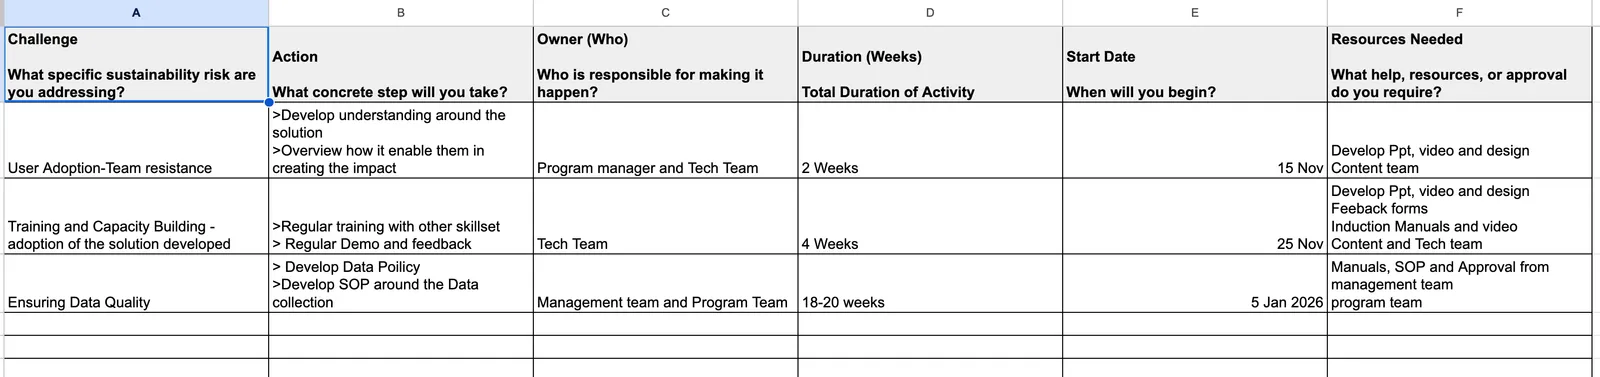 A B C D E F
Challenge
What specific sustainability risk are
you addressing?
Action
What concrete step will you take?
Owner (Who)
Who is responsible for making it
happen?
Duration (Weeks)
Total Duration of Activity
Start Date
When will you begin?
Resources Needed
What help, resources, or approval
do you require?
User Adoption-Team resistance
>Develop understanding around the
solution
>Overview how it enable them in
creating the impact
Program manager and Tech Team
2 Weeks
15 Nov
Develop Ppt, video and design
Content team
Training and Capacity Building -
adoption of the solution developed
>Regular training with other skillset
> Regular Demo and feedback
Tech Team
4 Weeks
25 Nov
Develop Ppt, video and design
Feeback forms
Induction Manuals and video
Content and Tech team
Ensuring Data Quality
> Develop Data Poilicy
>Develop SOP around the Data
collection
Management team and Program Team
18-20 weeks
5 Jan 2026
Manuals, SOP and Approval from
management team
program team